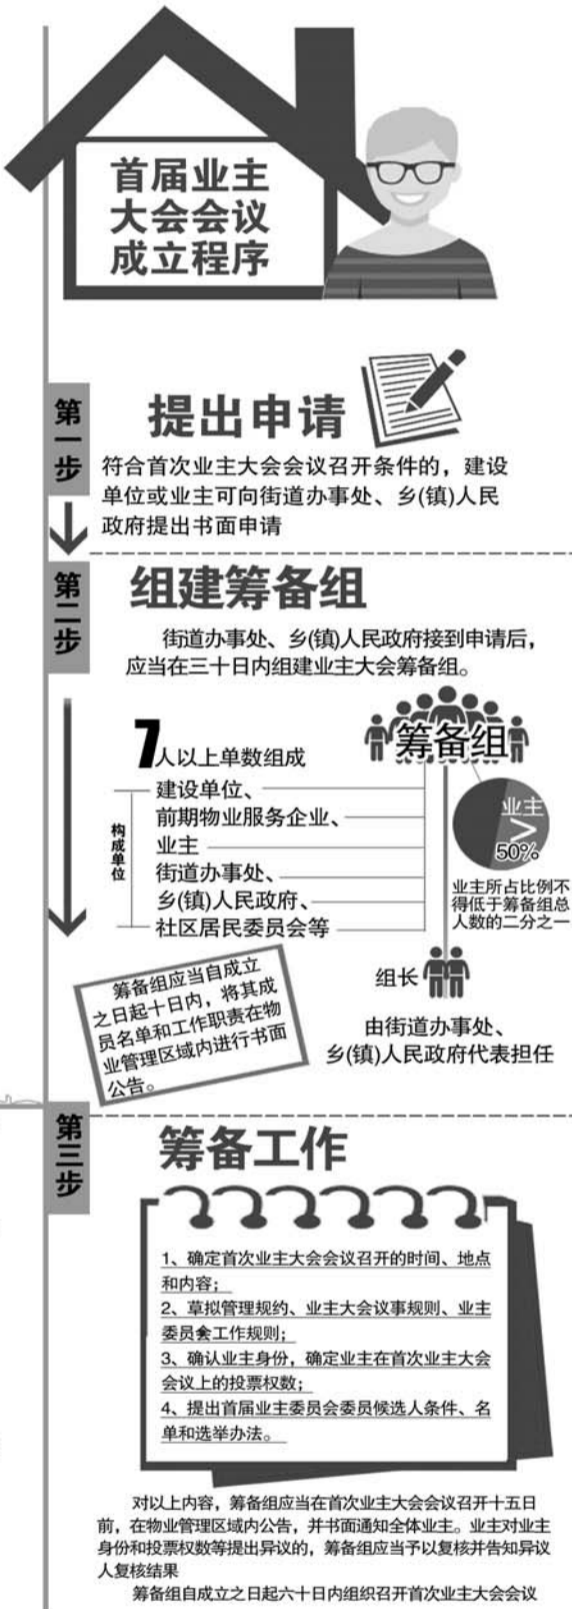 首届业主
大会会议
成立程序
第一步
提出申请
符合首次业主大会会议召开条件的，建设
单位或业主可向街道办事处、乡(镇)人民
政府提出书面申请
第二步
组建筹备组
街道办事处、乡(镇)人民政府接到申请后，
应当在三十日内组建业主大会筹备组。
7人以上单数组成
构成单位
建设单位、
前期物业服务企业、
业主
街道办事处、
乡(镇)人民政府、
社区居民委员会等
筹备组
业主
>
50%
业主所占比例不
得低于筹备组总
人数的二分之一
组长
由街道办事处、
乡(镇)人民政府代表担任
筹备组应当自成立
之日起十日内，将其成
员名单和工作职责在物
业管理区域内进行书面
公告。
第三步
筹备工作
1、确定首次业主大会会议召开的时间、地点
和内容；
2、草拟管理规约、业主大会议事规则、业主
委员会工作规则；
3、确认业主身份，确定业主在首次业主大会
会议上的投票权数；
4、提出首届业主委员会委员候选人条件、名
单和选举办法。
对以上内容，筹备组应当在首次业主大会会议召开十五日
前，在物业管理区域内公告，并书面通知全体业主。业主对业主
身份和投票权数等提出异议的，筹备组应当予以复核并告知异议
人复核结果
筹备组自成立之日起六十日内组织召开首次业主大会会议